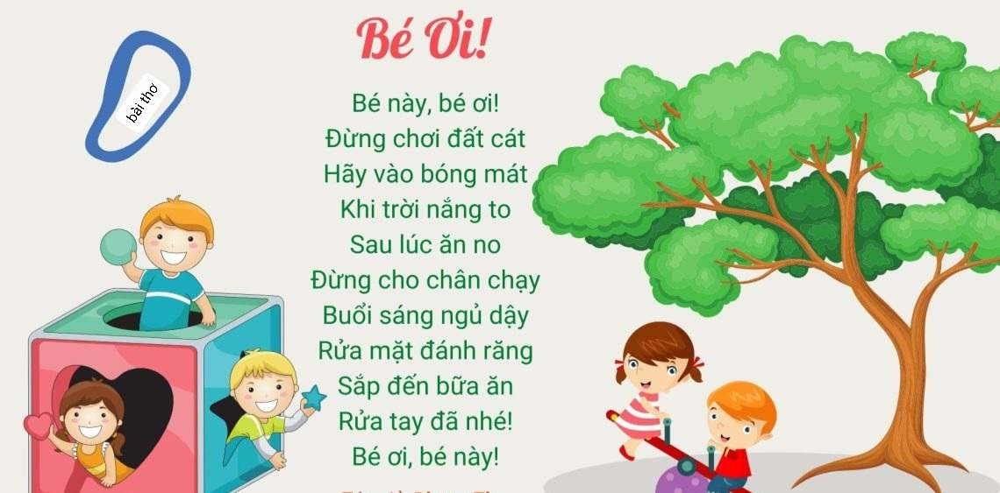 Bé Ơi!
bài thơ
Bé này, bé ơi!
Đừng chơi đất cát
Hãy vào bóng mát
Khi trời nắng to
Sau lúc ăn no
Đừng cho chân chạy
Buổi sáng ngủ dậy
Rửa mặt đánh răng
Sắp đến bữa ăn
Rửa tay đã nhé!
Bé ơi, bé này!